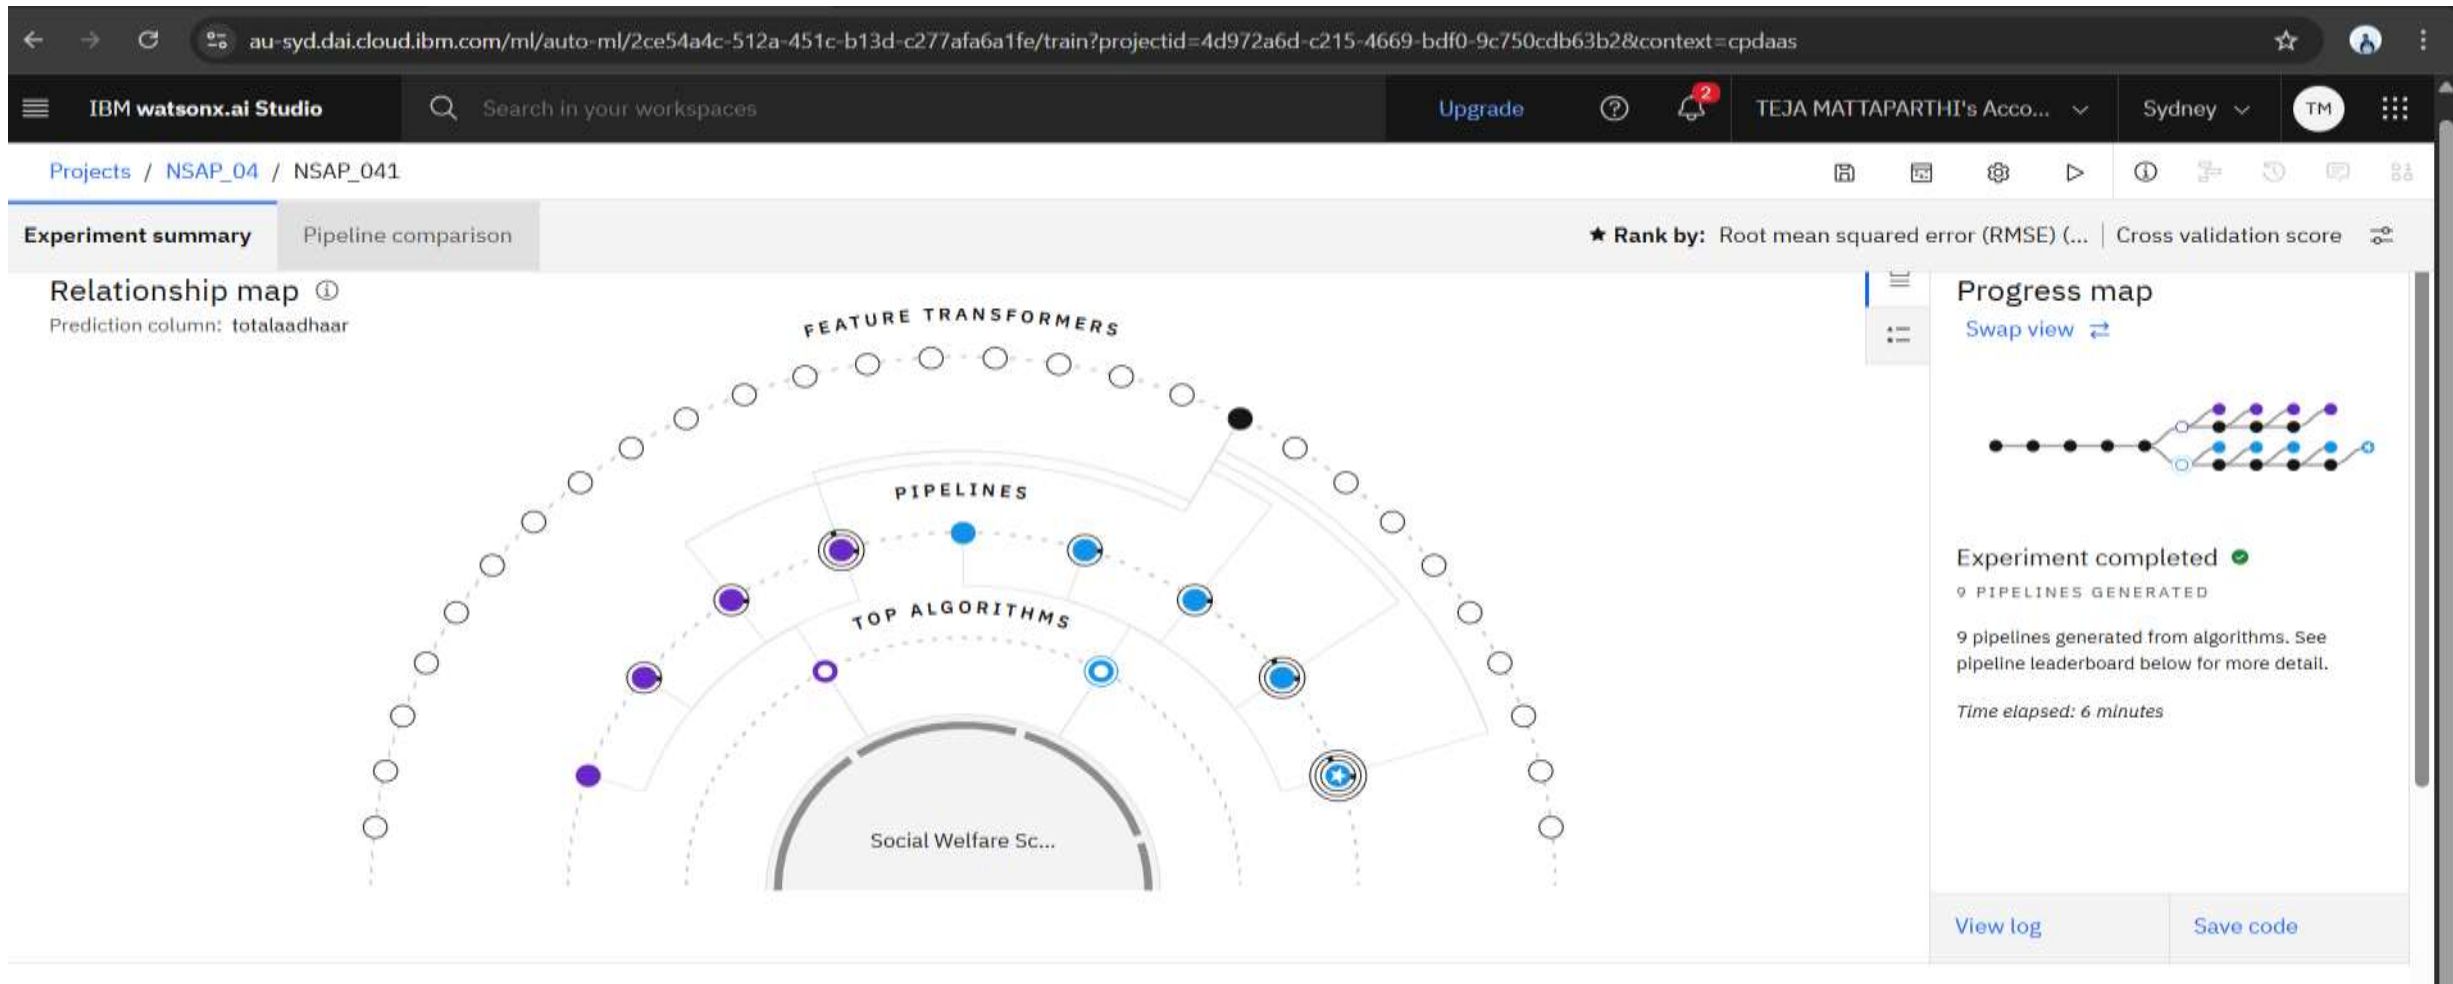 au-syd.dai.cloud.ibm.com/ml/auto-ml/2ce54a4c-512a-451c-b13d-c277afa6a1fe/train?projectid=4d972a6d-c215-4669-bdf0-9c750cdb63b2&context=cpdaas
IBM watsonx.ai Studio
Search in your workspaces
Upgrade
2
TEJA MATTAPARTHI's Acco...
Sydney
TM
Projects / NSAP_04 / NSAP_041
Experiment summary
Pipeline comparison
★ Rank by: Root mean squared error (RMSE) (... | Cross validation score
Relationship map
Prediction column: totalaadhaar
FEATURE TRANSFORMERS
PIPELINES
TOP ALGORITHMS
Social Welfare Sc...
Progress map
Swap view
Experiment completed
9 PIPELINES GENERATED
9 pipelines generated from algorithms. See
pipeline leaderboard below for more detail.
Time elapsed: 6 minutes
View log
Save code